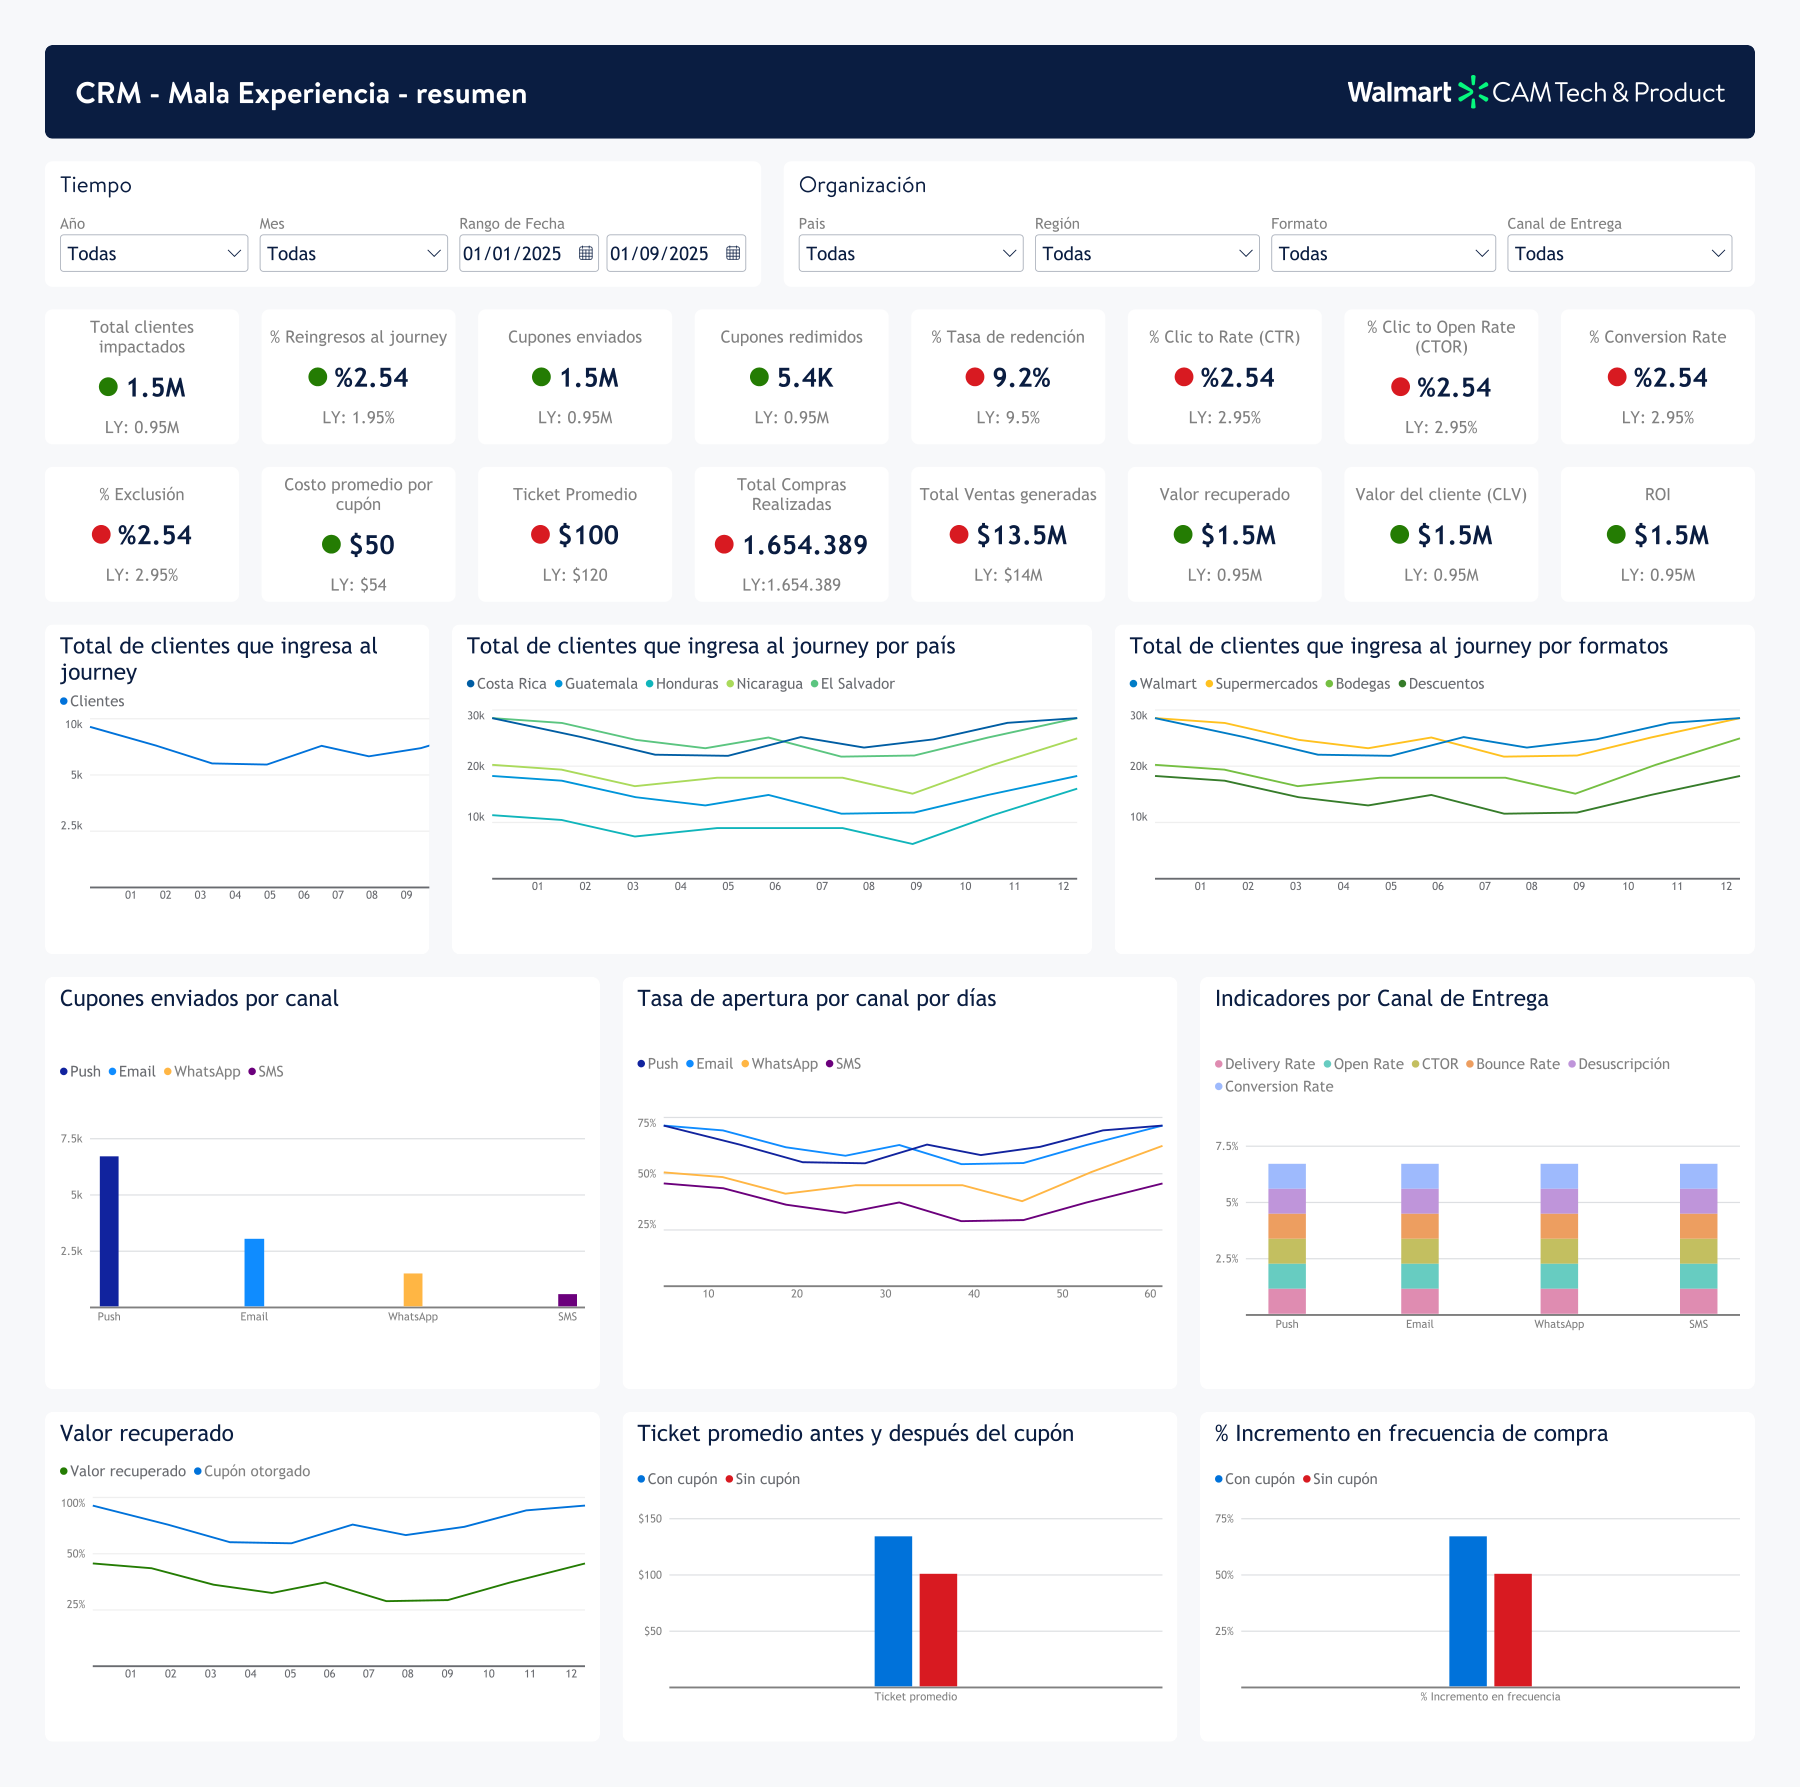 CRM - Mala Experiencia - resumen
Walmart CAM Tech & Product
Tiempo
Año Mes Rango de Fecha
Todas Todas 01/01/2025 01/09/2025
Organización
Pais Región Formato Canal de Entrega
Todas Todas Todas Todas
Total clientes
impactados
1.5M
LY: 0.95M
% Reingresos al journey
%2.54
LY: 1.95%
Cupones enviados
1.5M
LY: 0.95M
Cupones redimidos
5.4K
LY: 0.95M
% Tasa de redención
9.2%
LY: 9.5%
% Clic to Rate (CTR)
%2.54
LY: 2.95%
% Clic to Open Rate
(CTOR)
%2.54
LY: 2.95%
% Conversion Rate
%2.54
LY: 2.95%
% Exclusión
%2.54
LY: 2.95%
Costo promedio por
cupón
$50
LY: $54
Ticket Promedio
$100
LY: $120
Total Compras
Realizadas
1.654.389
LY:1.654.389
Total Ventas generadas
$13.5M
LY: $14M
Valor recuperado
$1.5M
LY: 0.95M
Valor del cliente (CLV)
$1.5M
LY: 0.95M
ROI
$1.5M
LY: 0.95M
Total de clientes que ingresa al
journey
Clientes
10k
5k
2.5k
01 02 03 04 05 06 07 08 09
Total de clientes que ingresa al journey por país
Costa Rica Guatemala Honduras Nicaragua El Salvador
30k
20k
10k
01 02 03 04 05 06 07 08 09 10 11 12
Total de clientes que ingresa al journey por formatos
Walmart Supermercados Bodegas Descuentos
30k
20k
10k
01 02 03 04 05 06 07 08 09 10 11 12
Cupones enviados por canal
Push Email WhatsApp SMS
7.5k
5k
2.5k
Push Email WhatsApp SMS
Tasa de apertura por canal por días
Push Email WhatsApp SMS
75%
50%
25%
10 20 30 40 50 60
Indicadores por Canal de Entrega
Delivery Rate Open Rate CTOR Bounce Rate Desuscripción
Conversion Rate
7.5%
5%
2.5%
Push Email WhatsApp SMS
Valor recuperado
Valor recuperado Cupón otorgado
100%
50%
25%
01 02 03 04 05 06 07 08 09 10 11 12
Ticket promedio antes y después del cupón
Con cupón Sin cupón
$150
$100
$50
Ticket promedio
% Incremento en frecuencia de compra
Con cupón Sin cupón
75%
50%
25%
% Incremento en frecuencia